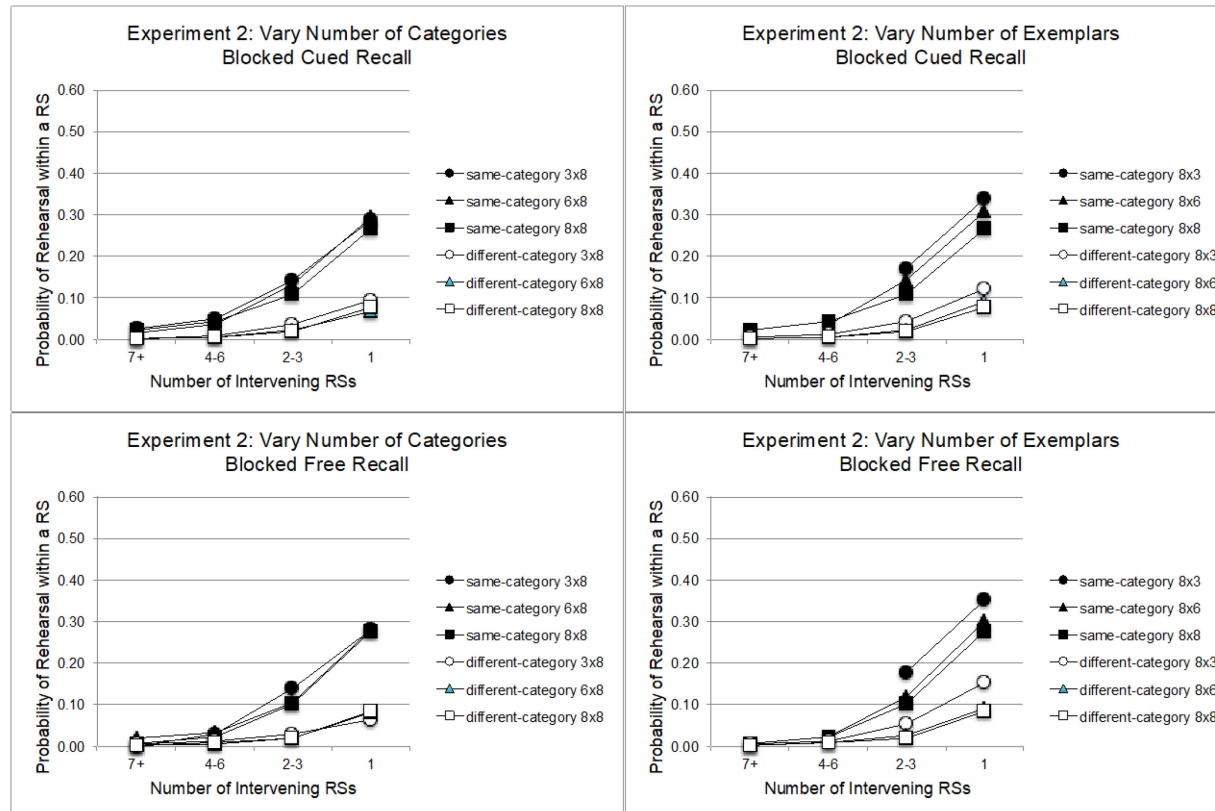 Experiment 2: Vary Number of Categories
Blocked Cued Recall
Probability of Rehearsal within a RS
0.60
0.50
0.40
0.30
0.20
0.10
0.00
7+ 4-6 2-3 1
Number of Intervening RSs
same-category 3x8
same-category 6x8
same-category 8x8
different-category 3x8
different-category 6x8
different-category 8x8
Experiment 2: Vary Number of Exemplars
Blocked Cued Recall
Probability of Rehearsal within a RS
0.60
0.50
0.40
0.30
0.20
0.10
0.00
7+ 4-6 2-3 1
Number of Intervening RSs
same-category 8x3
same-category 8x6
same-category 8x8
different-category 8x3
different-category 8x6
different-category 8x8
Experiment 2: Vary Number of Categories
Blocked Free Recall
Probability of Rehearsal within a RS
0.60
0.50
0.40
0.30
0.20
0.10
0.00
7+ 4-6 2-3 1
Number of Intervening RSs
same-category 3x8
same-category 6x8
same-category 8x8
different-category 3x8
different-category 6x8
different-category 8x8
Experiment 2: Vary Number of Exemplars
Blocked Free Recall
Probability of Rehearsal within a RS
0.60
0.50
0.40
0.30
0.20
0.10
0.00
7+ 4-6 2-3 1
Number of Intervening RSs
same-category 8x3
same-category 8x6
same-category 8x8
different-category 8x3
different-category 8x6
different-category 8x8